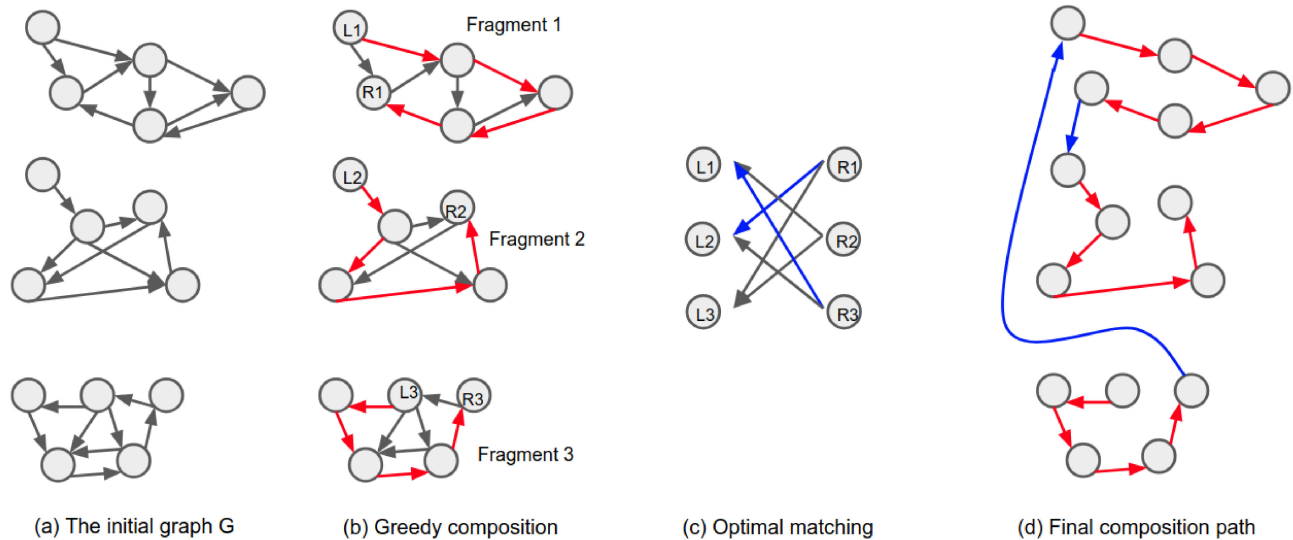 L1
Fragment 1
R1
L2
R2
Fragment 2
L3
R3
Fragment 3
L1
R1
L2
R2
L3
R3
(a) The initial graph G
(b) Greedy composition
(c) Optimal matching
(d) Final composition path